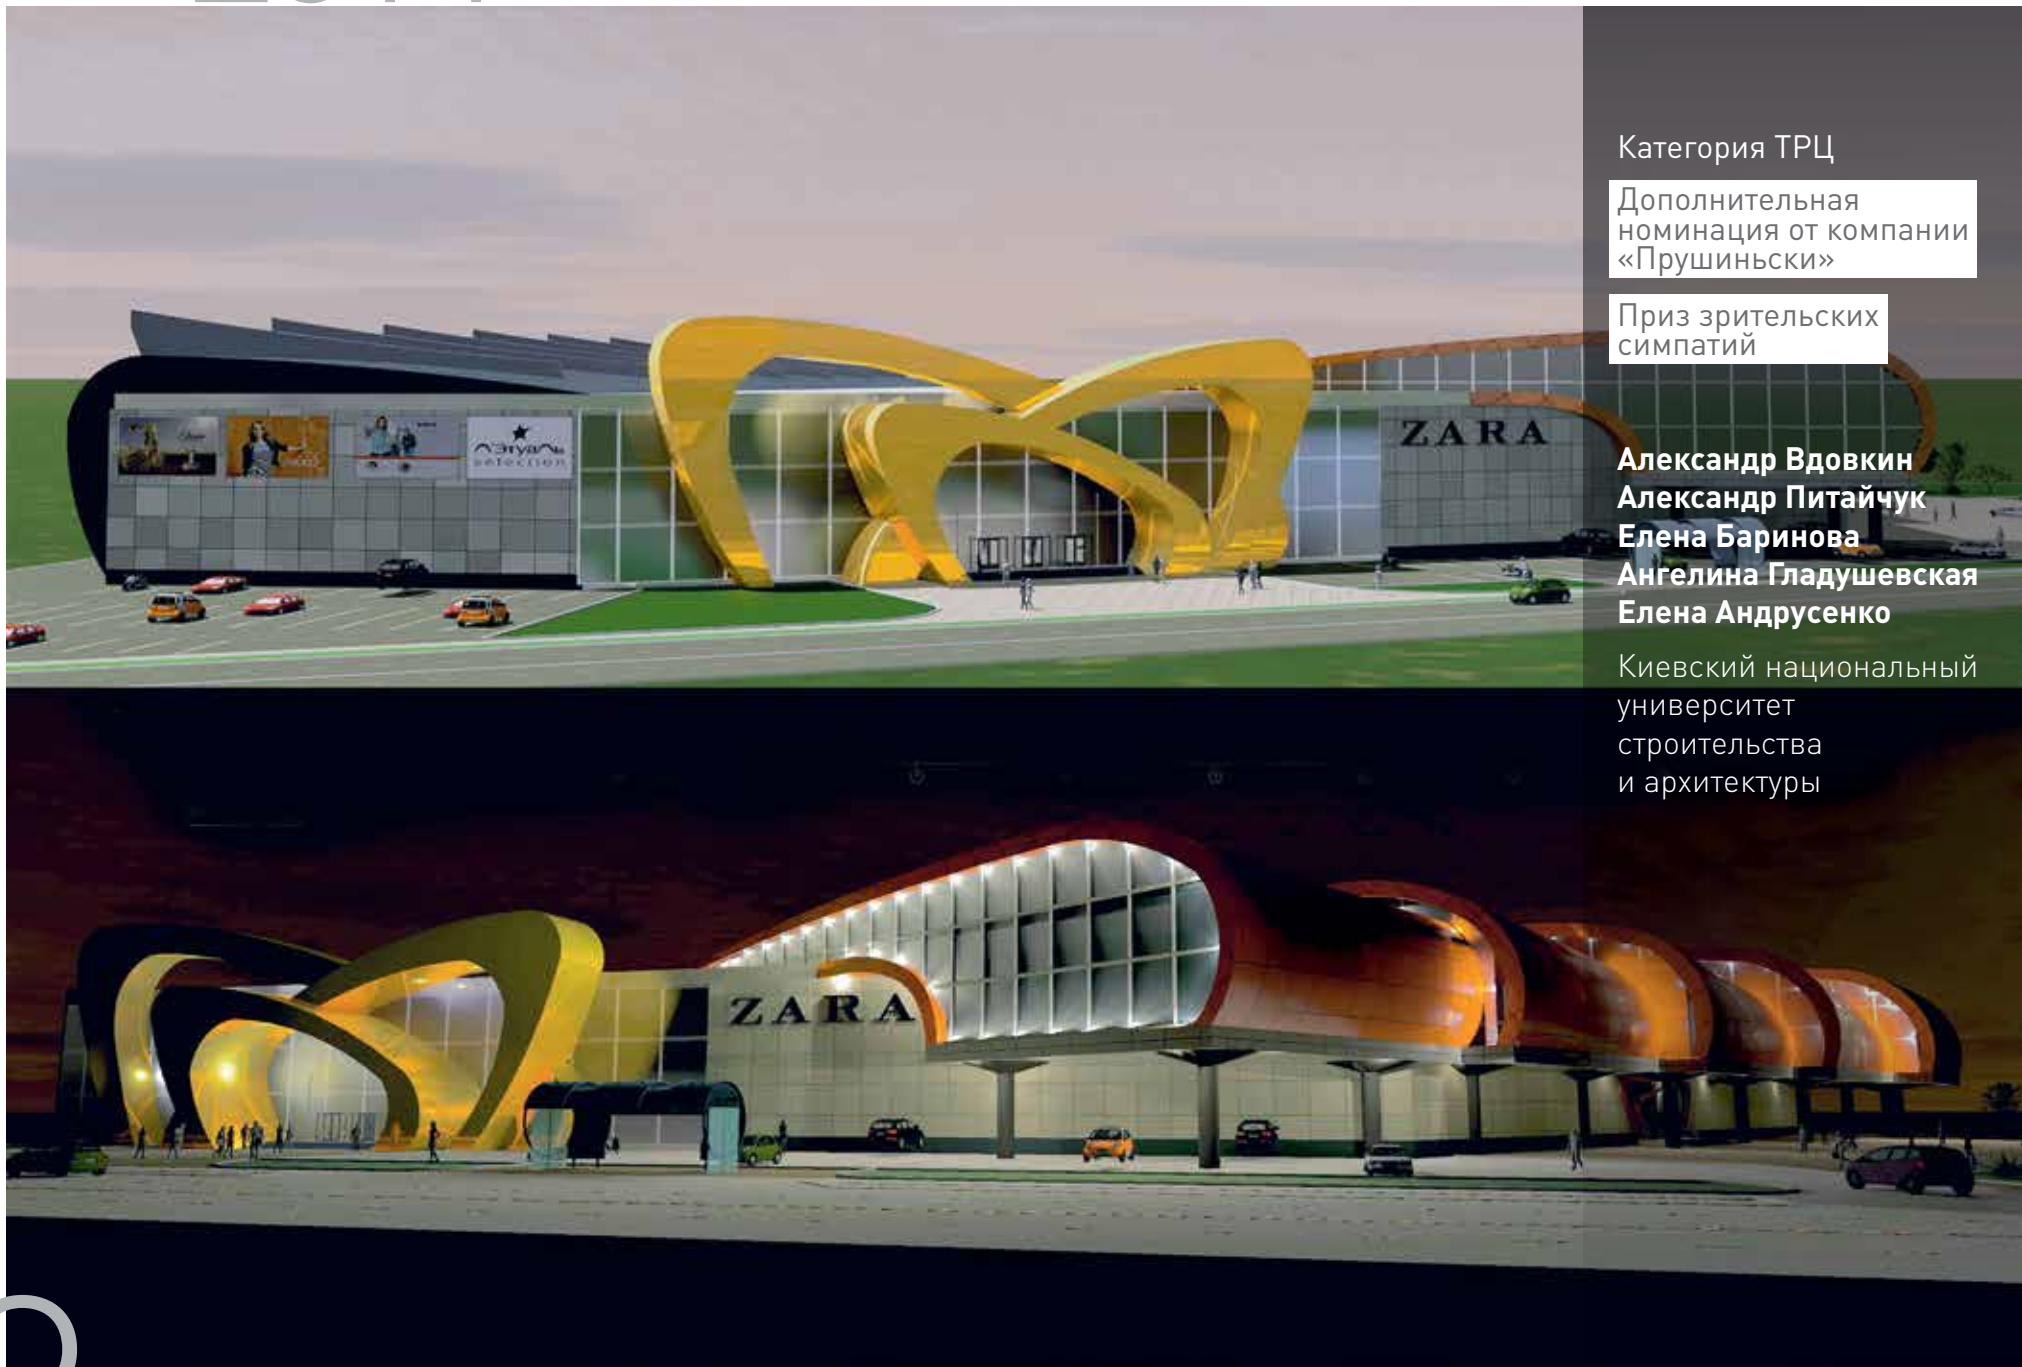 Категория ТРЦ
Дополнительная
номинация от компании
«Прушиньски»
Приз зрительских
симпатий
Александр Вдовкин
Александр Питайчук
Елена Баринова
Ангелина Гладушевская
Елена Андрусенко
Киевский национальный
университет
строительства
и архитектуры
Л'Этуаль
selection
ZARA
ZARA